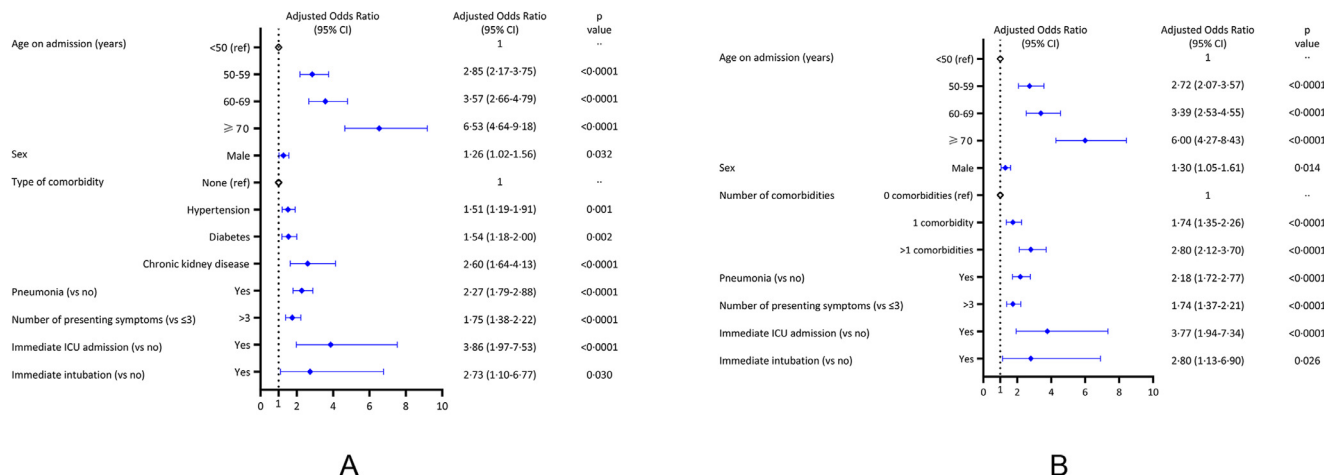 Adjusted Odds Ratio Adjusted Odds Ratio p
(95% CI) (95% CI) value
Age on admission (years) <50 (ref) 1 ··
50-59 2·85 (2·17-3·75) <0·0001
60-69 3·57 (2·66-4·79) <0·0001
⩾ 70 6·53 (4·64-9·18) <0·0001
Sex Male 1·26 (1.02-1·56) 0·032
Type of comorbidity None (ref) 1 ··
Hypertension 1·51 (1·19-1·91) 0·001
Diabetes 1·54 (1·18-2·00) 0·002
Chronic kidney disease 2·60 (1·64-4·13) <0·0001
Pneumonia (vs no) Yes 2·27 (1·79-2·88) <0·0001
Number of presenting symptoms (vs ≤3) >3 1·75 (1·38-2·22) <0·0001
Immediate ICU admission (vs no) Yes 3·86 (1·97-7·53) <0·0001
Immediate intubation (vs no) Yes 2·73 (1·10-6·77) 0·030
0 1 2 4 6 8 10
A
Adjusted Odds Ratio Adjusted Odds Ratio p
(95% CI) (95% CI) value
Age on admission (years) <50 (ref) 1 ··
50-59 2·72 (2·07-3·57) <0·0001
60-69 3·39 (2·53-4·55) <0·0001
⩾ 70 6·00 (4·27-8·43) <0·0001
Sex Male 1·30 (1·05-1·61) 0·014
Number of comorbidities 0 comorbidities (ref) 1 ··
1 comorbidity 1·74 (1·35-2·26) <0·0001
>1 comorbidities 2·80 (2·12-3·70) <0·0001
Pneumonia (vs no) Yes 2·18 (1·72-2·77) <0·0001
Number of presenting symptoms (vs ≤3) >3 1·74 (1·37-2·21) <0·0001
Immediate ICU admission (vs no) Yes 3·77 (1·94-7·34) <0·0001
Immediate intubation (vs no) Yes 2·80 (1·13-6·90) 0·026
0 1 2 4 6 8 10
B